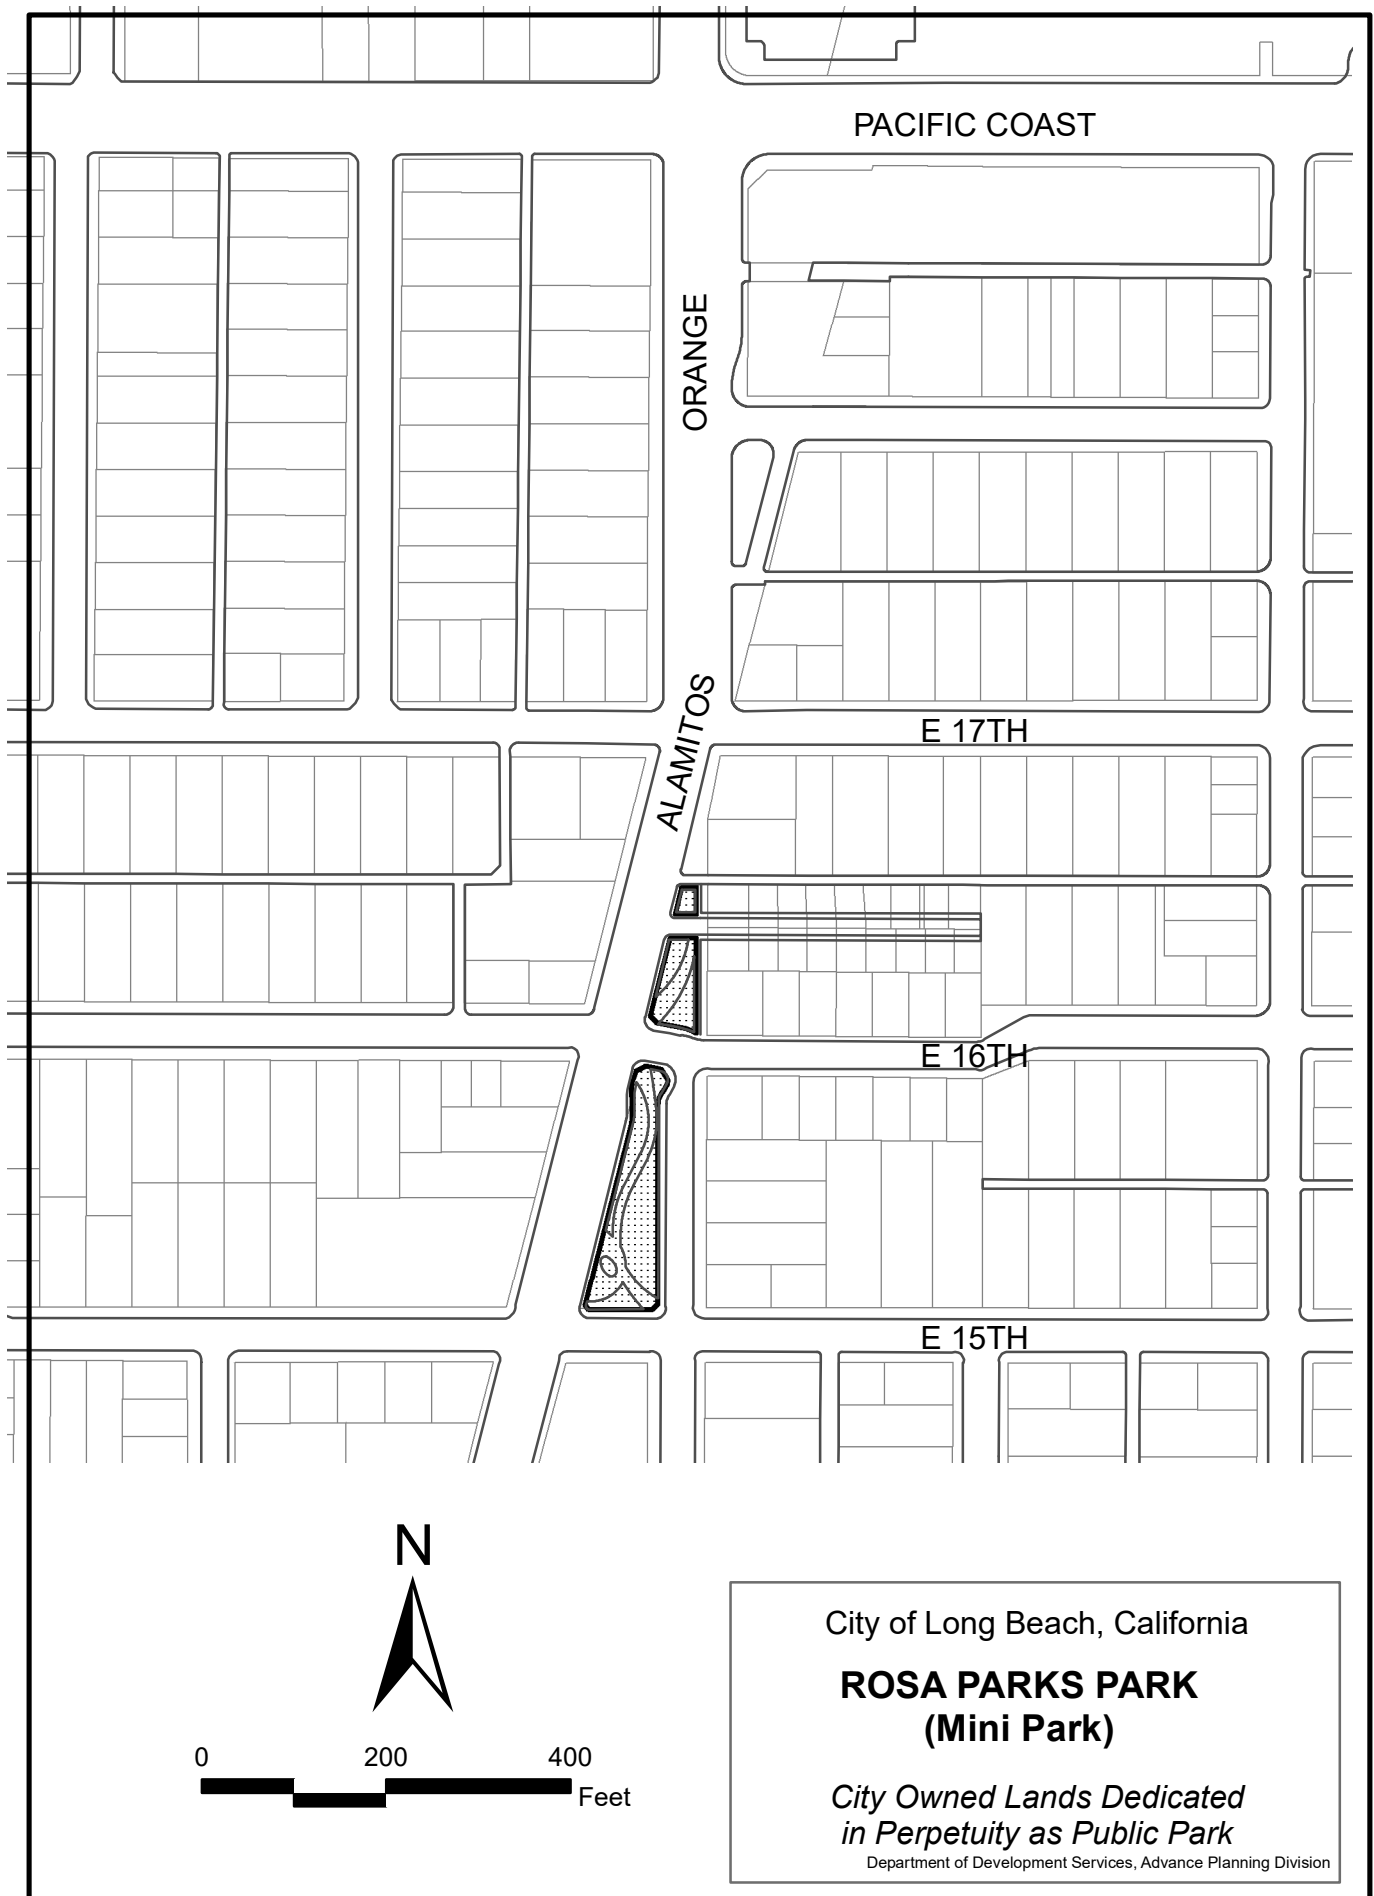 PACIFIC COAST
ORANGE
ALAMITOS
E 17TH
E 16TH
E 15TH
N
0 200 400
Feet
City of Long Beach, California
ROSA PARKS PARK
(Mini Park)
City Owned Lands Dedicated
in Perpetuity as Public Park
Department of Development Services, Advance Planning Division